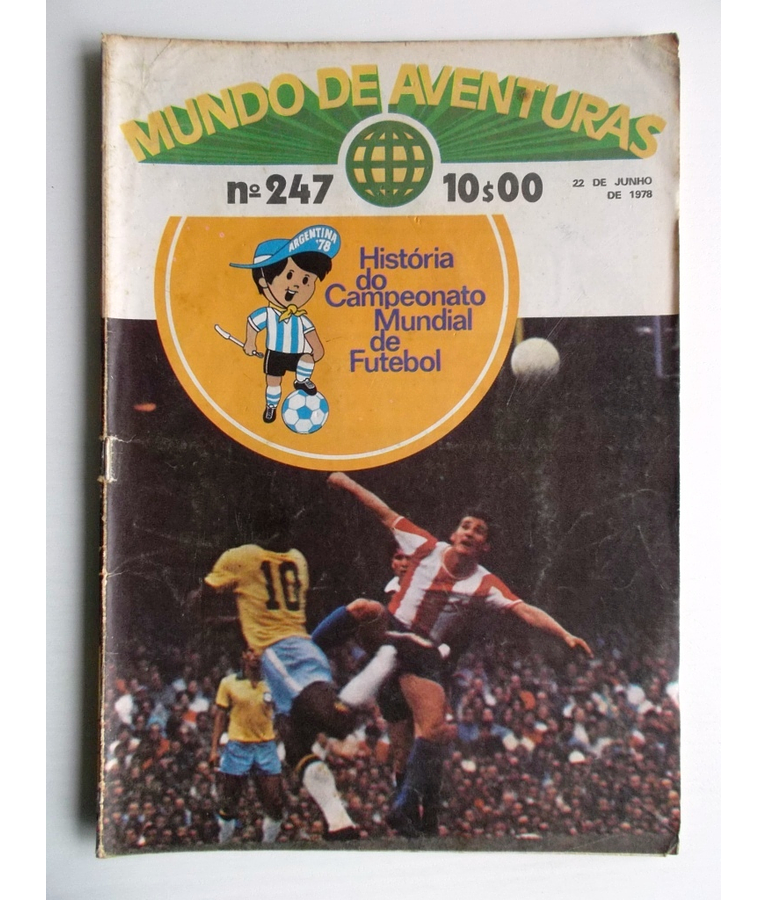 MUNDO DE AVENTURAS
nº 247
10$00
22 DE JUNHO
DE 1978
ARGENTINA
'78
História
do
Campeonato
Mundial
de
Futebol
10